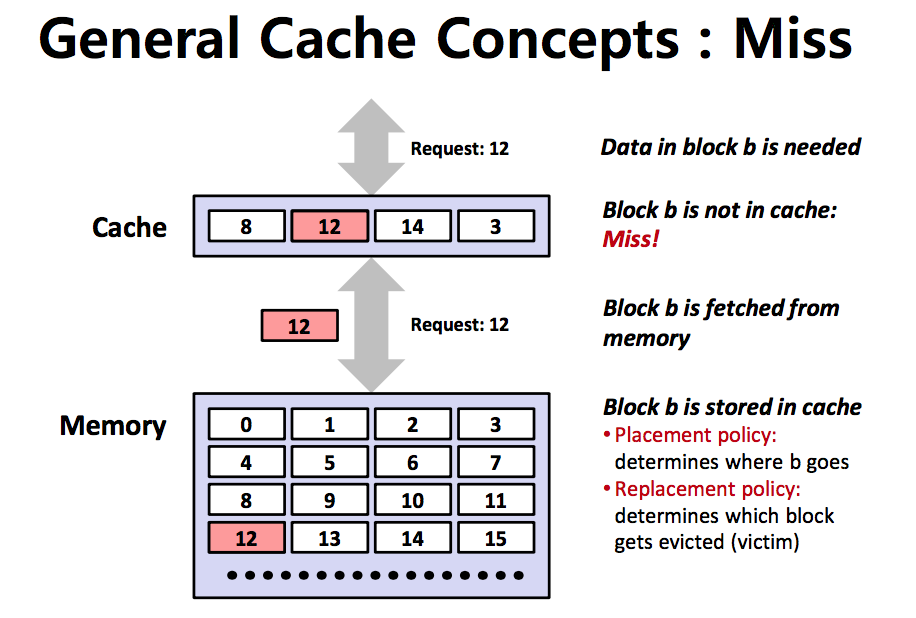 General Cache Concepts : Miss
Request: 12
Data in block b is needed
Cache
8 12 14 3
Block b is not in cache:
Miss!
12
Request: 12
Block b is fetched from
memory
Memory
0 1 2 3
4 5 6 7
8 9 10 11
12 13 14 15
Block b is stored in cache
• Placement policy:
determines where b goes
• Replacement policy:
determines which block
gets evicted (victim)